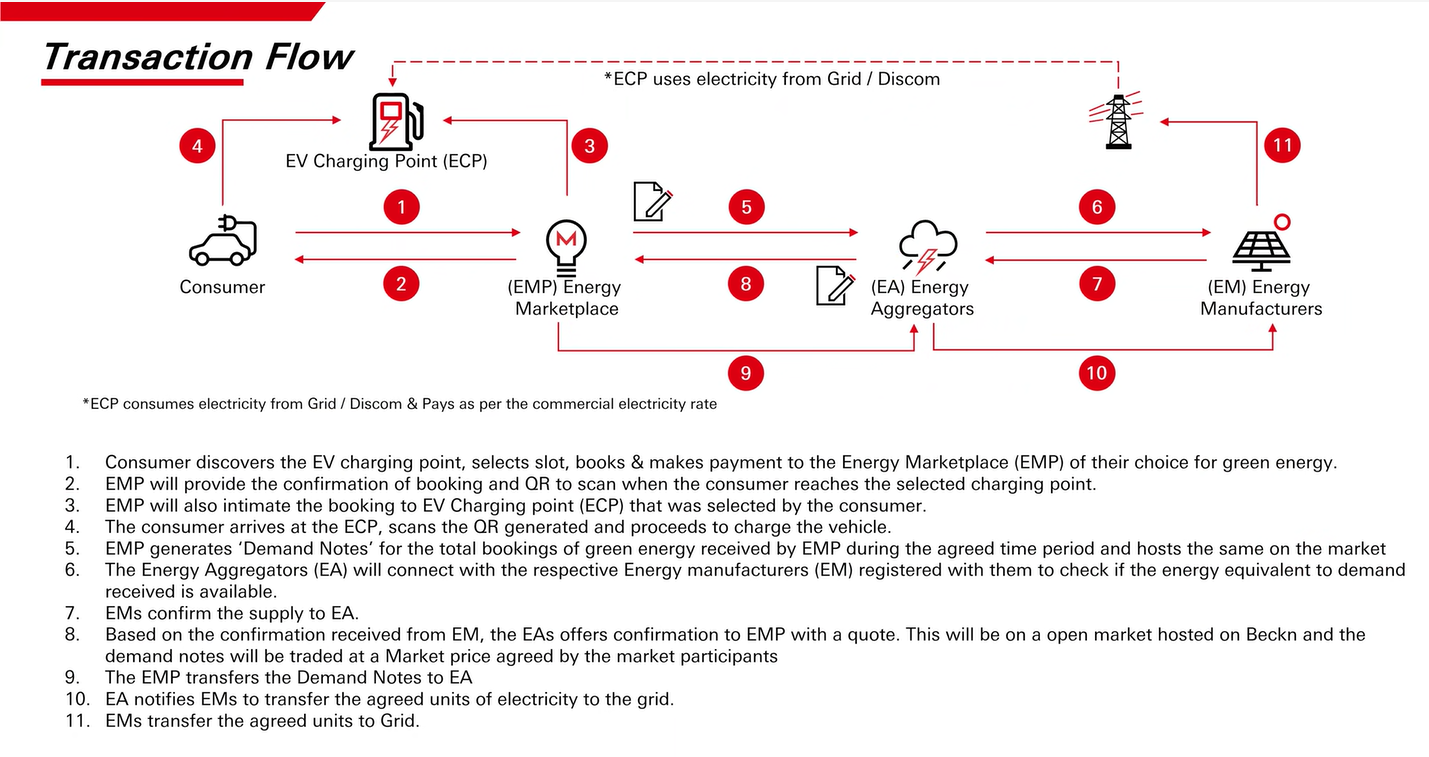 Transaction Flow
*ECP uses electricity from Grid / Discom
4
EV Charging Point (ECP)
3
11
1
5
6
M
Consumer
2
(EMP) Energy
Marketplace
8
(EA) Energy
Aggregators
7
(EM) Energy
Manufacturers
9
10
*ECP consumes electricity from Grid / Discom & Pays as per the commercial electricity rate
1. Consumer discovers the EV charging point, selects slot, books & makes payment to the Energy Marketplace (EMP) of their choice for green energy.
2. EMP will provide the confirmation of booking and QR to scan when the consumer reaches the selected charging point.
3. EMP will also intimate the booking to EV Charging point (ECP) that was selected by the consumer.
4. The consumer arrives at the ECP, scans the QR generated and proceeds to charge the vehicle.
5. EMP generates ‘Demand Notes’ for the total bookings of green energy received by EMP during the agreed time period and hosts the same on the market
6. The Energy Aggregators (EA) will connect with the respective Energy manufacturers (EM) registered with them to check if the energy equivalent to demand
received is available.
7. EMs confirm the supply to EA.
8. Based on the confirmation received from EM, the EAs offers confirmation to EMP with a quote. This will be on a open market hosted on Beckn and the
demand notes will be traded at a Market price agreed by the market participants
9. The EMP transfers the Demand Notes to EA
10. EA notifies EMs to transfer the agreed units of electricity to the grid.
11. EMs transfer the agreed units to Grid.